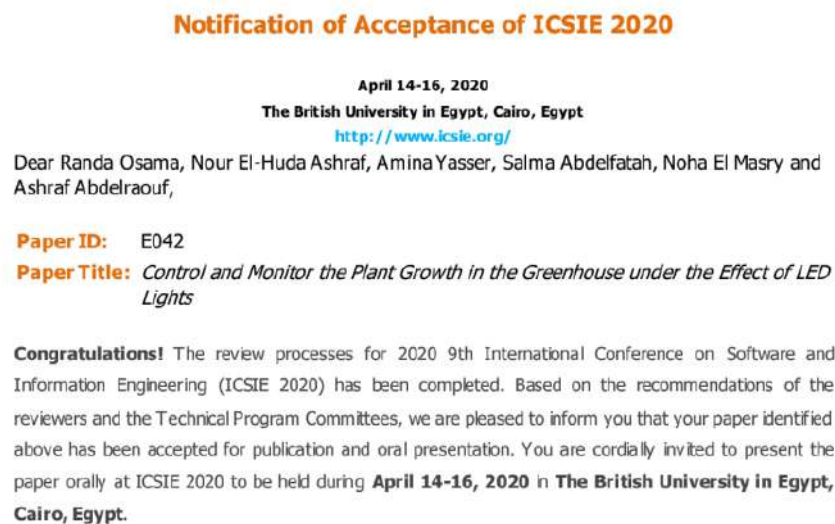 Notification of Acceptance of ICSIE 2020
April 14-16, 2020
The British University in Egypt, Cairo, Egypt
http://www.icsie.org/
Dear Randa Osama, Nour El-Huda Ashraf, Amina Yasser, Salma Abdelfatah, Noha El Masry and
Ashraf Abdelraouf,
Paper ID: E042
Paper Title: Control and Monitor the Plant Growth in the Greenhouse under the Effect of LED
Lights
Congratulations! The review processes for 2020 9th International Conference on Software and
Information Engineering (ICSIE 2020) has been completed. Based on the recommendations of the
reviewers and the Technical Program Committees, we are pleased to inform you that your paper identified
above has been accepted for publication and oral presentation. You are cordially invited to present the
paper orally at ICSIE 2020 to be held during April 14-16, 2020 in The British University in Egypt,
Cairo, Egypt.